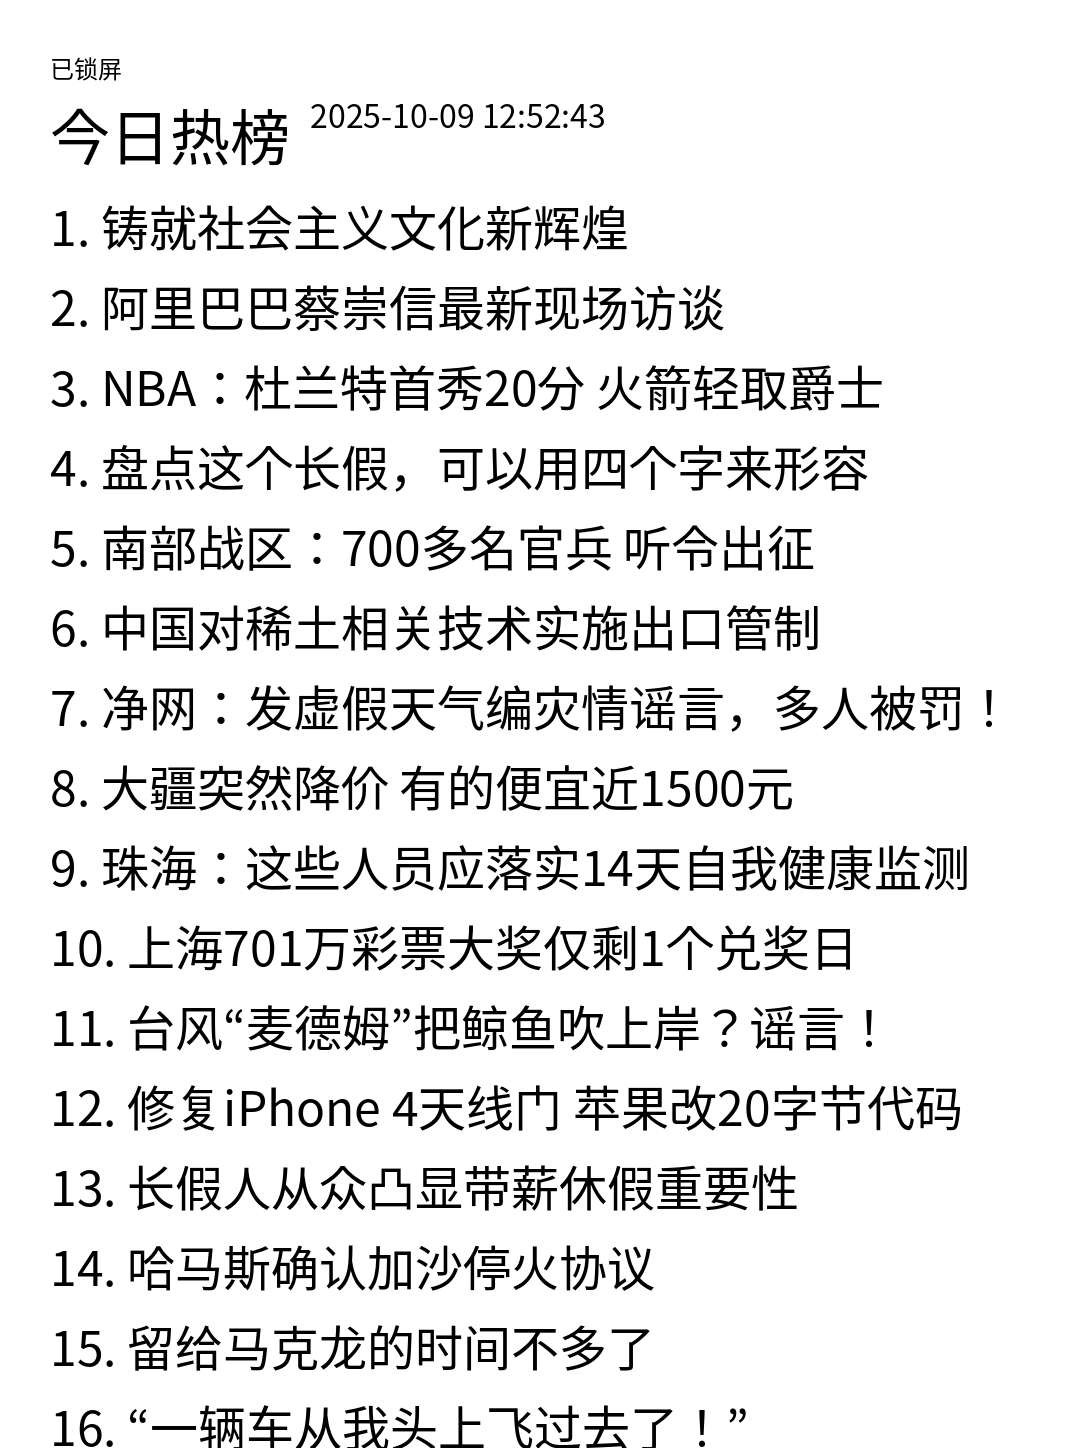 已锁屏
今日热榜 2025-10-09 12:52:43
1. 铸就社会主义文化新辉煌
2. 阿里巴巴蔡崇信最新现场访谈
3. NBA：杜兰特首秀20分 火箭轻取爵士
4. 盘点这个长假，可以用四个字来形容
5. 南部战区：700多名官兵 听令出征
6. 中国对稀土相关技术实施出口管制
7. 净网：发虚假天气编灾情谣言，多人被罚！
8. 大疆突然降价 有的便宜近1500元
9. 珠海：这些人员应落实14天自我健康监测
10. 上海701万彩票大奖仅剩1个兑奖日
11. 台风“麦德姆”把鲸鱼吹上岸？谣言！
12. 修复iPhone 4天线门 苹果改20字节代码
13. 长假人从众凸显带薪休假重要性
14. 哈马斯确认加沙停火协议
15. 留给马克龙的时间不多了
16. “一辆车从我头上飞过去了！”